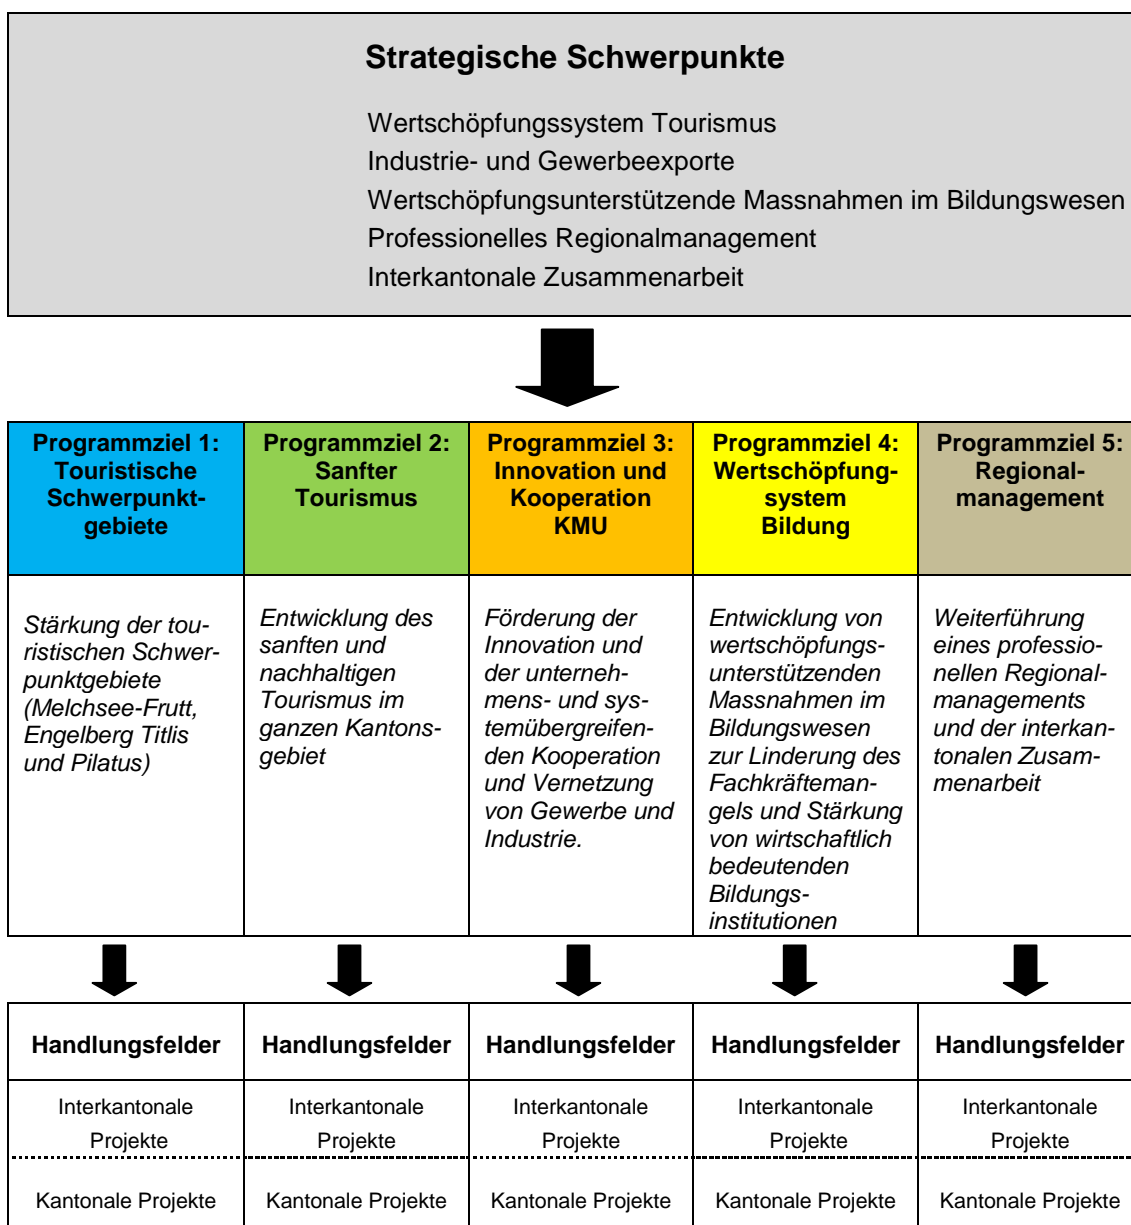 Strategische Schwerpunkte
Wertschöpfungssystem Tourismus
Industrie- und Gewerbeexporte
Wertschöpfungsunterstützende Massnahmen im Bildungswesen
Professionelles Regionalmanagement
Interkantonale Zusammenarbeit
Programmziel 1:
Touristische
Schwerpunkt-
gebiete
Programmziel 2:
Sanfter
Tourismus
Programmziel 3:
Innovation und
Kooperation
KMU
Programmziel 4:
Wertschöpfung-
system
Bildung
Programmziel 5:
Regional-
management
Stärkung der tou-
ristischen Schwer-
punktgebiete
(Melchsee-Frutt,
Engelberg Titlis
und Pilatus)
Entwicklung des
sanften und
nachhaltigen
Tourismus im
ganzen Kantons-
gebiet
Förderung der
Innovation und
der unterneh-
mens- und sys-
temübergreifen-
den Kooperation
und Vernetzung
von Gewerbe und
Industrie.
Entwicklung von
wertschöpfungs-
unterstützenden
Massnahmen im
Bildungswesen
zur Linderung des
Fachkräfteman-
gels und Stärkung
von wirtschaftlich
bedeutenden
Bildungs-
institutionen
Weiterführung
eines professio-
nellen Regional-
managements
und der interkan-
tonalen Zusam-
menarbeit
Handlungsfelder
Handlungsfelder
Handlungsfelder
Handlungsfelder
Handlungsfelder
Interkantonale
Projekte
Interkantonale
Projekte
Interkantonale
Projekte
Interkantonale
Projekte
Interkantonale
Projekte
Kantonale Projekte
Kantonale Projekte
Kantonale Projekte
Kantonale Projekte
Kantonale Projekte